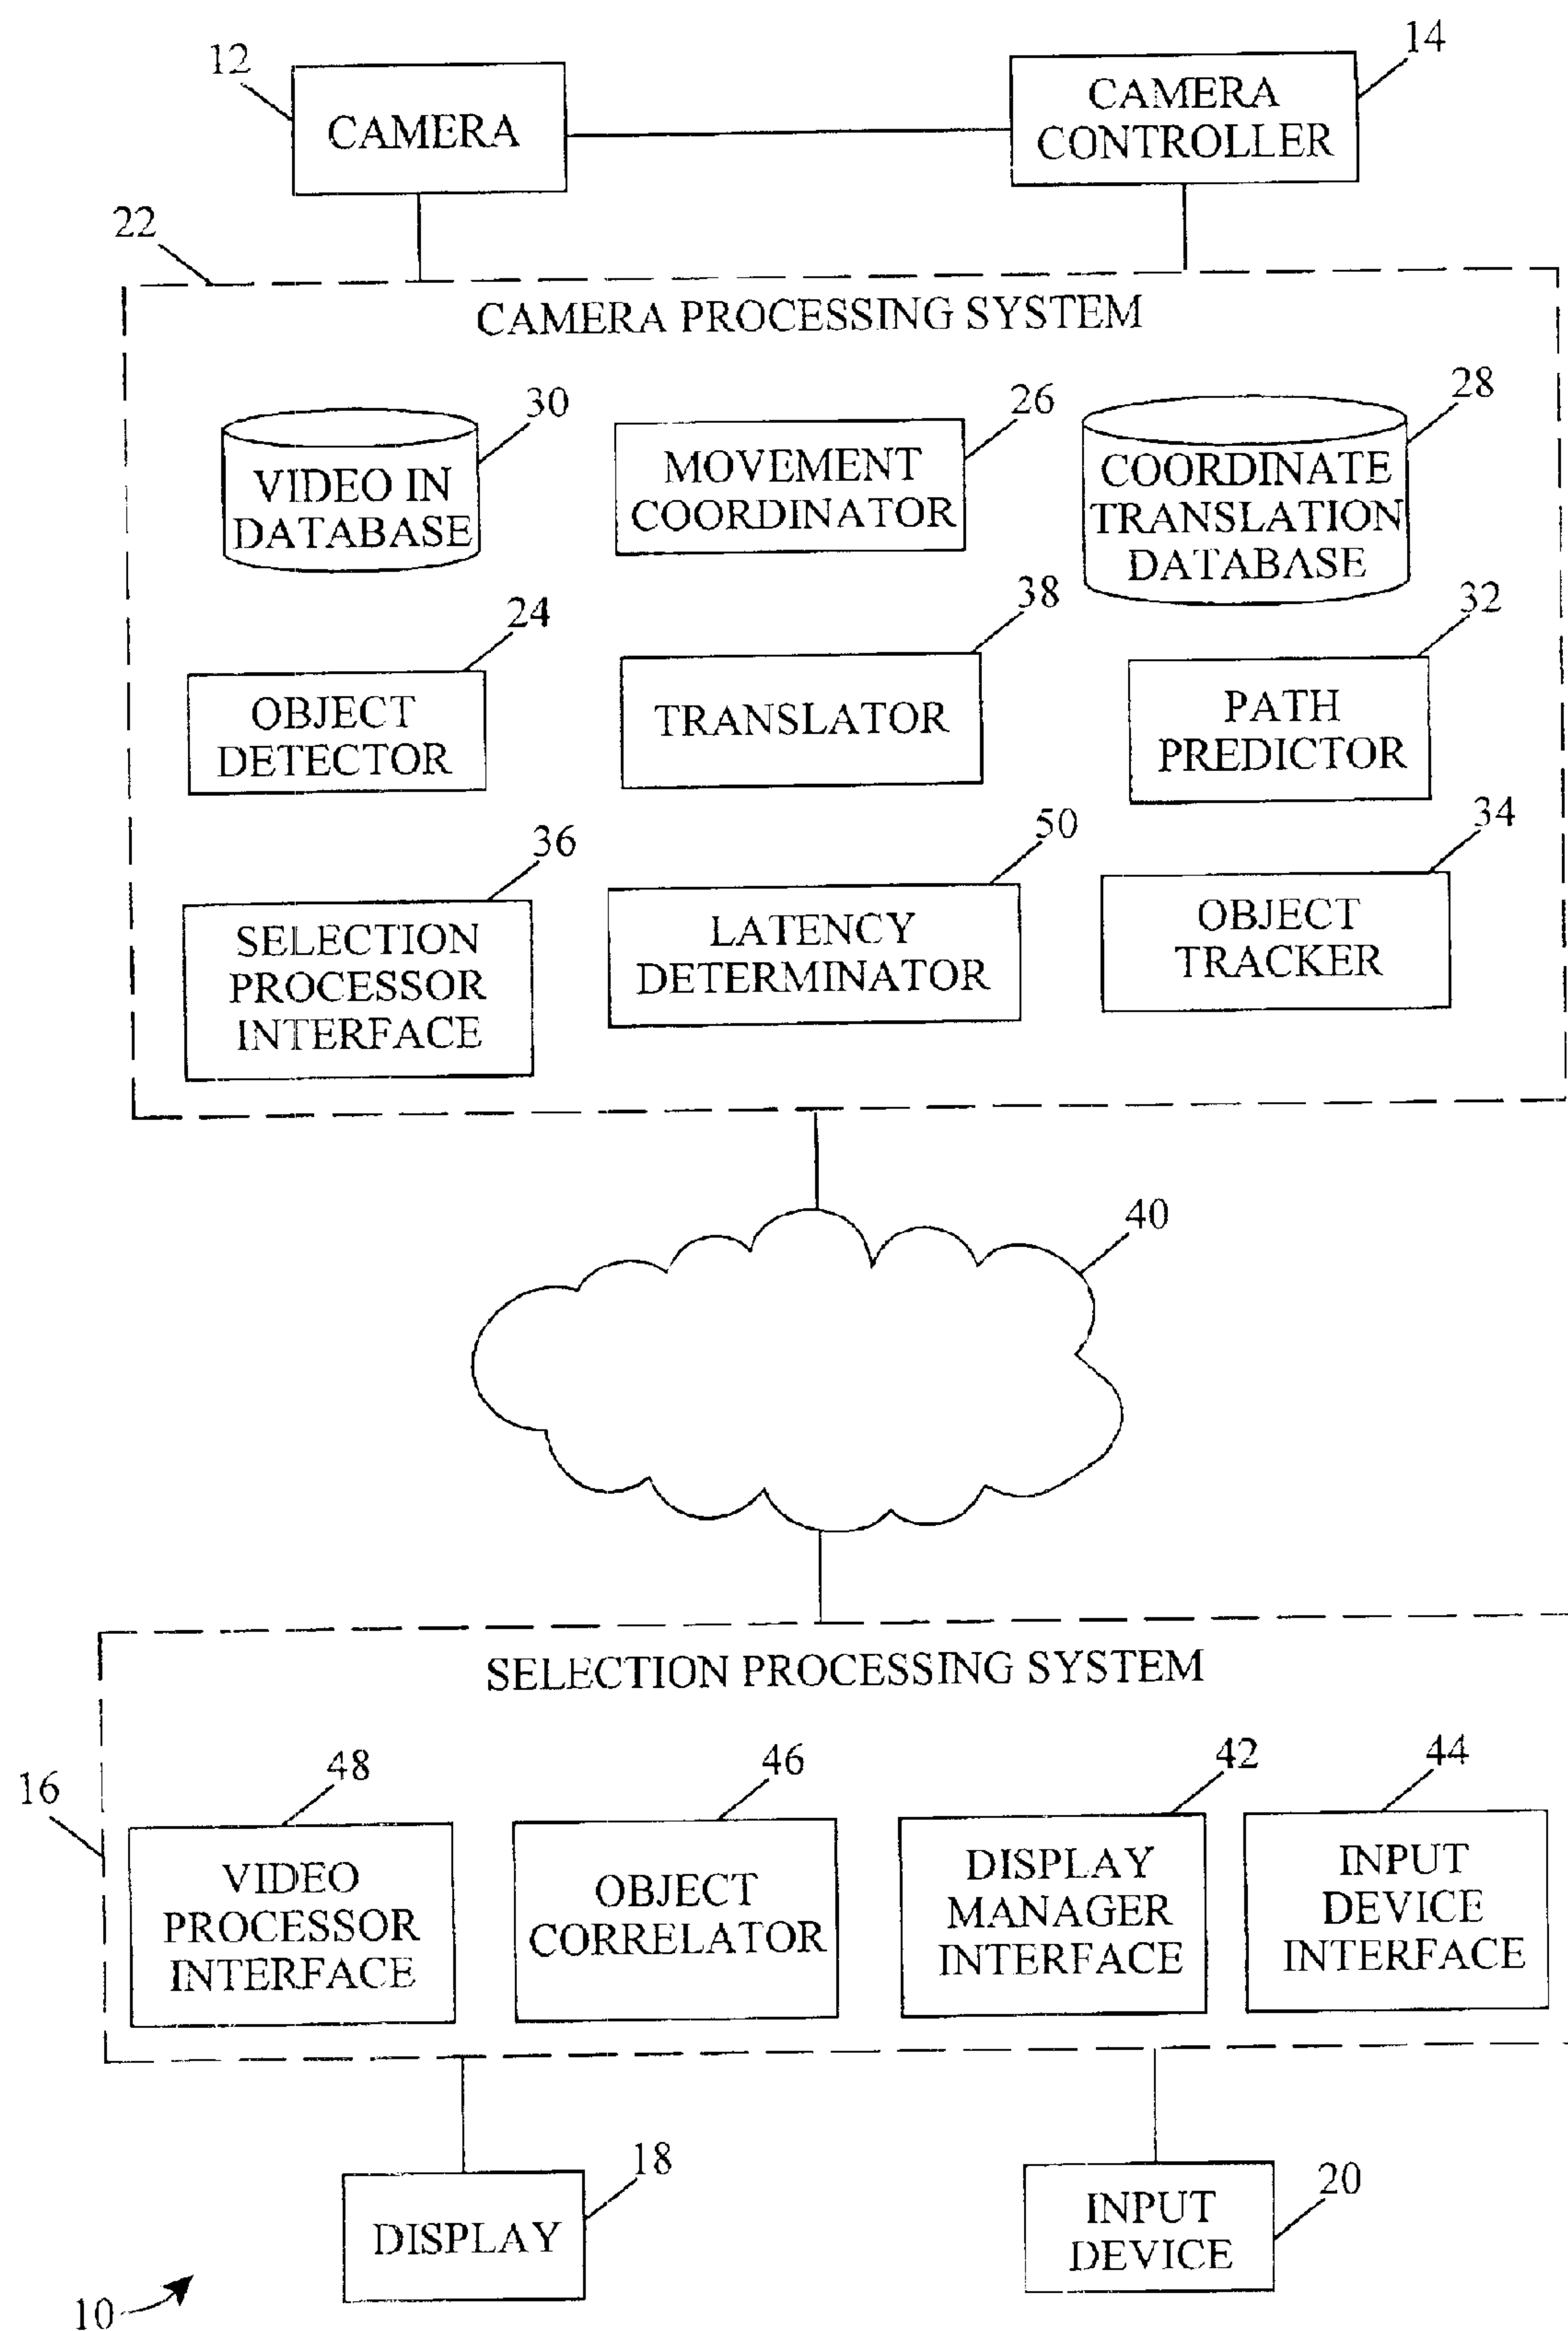 12
CAMERA
14
CAMERA
CONTROLLER
22
CAMERA PROCESSING SYSTEM
30
VIDEO IN
DATABASE
26
MOVEMENT
COORDINATOR
28
COORDINATE
TRANSLATION
DATABASE
24
OBJECT
DETECTOR
38
TRANSLATOR
32
PATH
PREDICTOR
36
SELECTION
PROCESSOR
INTERFACE
50
LATENCY
DETERMINATOR
34
OBJECT
TRACKER
40
SELECTION PROCESSING SYSTEM
16
48
VIDEO
PROCESSOR
INTERFACE
46
OBJECT
CORRELATOR
42
DISPLAY
MANAGER
INTERFACE
44
INPUT
DEVICE
INTERFACE
18
DISPLAY
20
INPUT
DEVICE
10